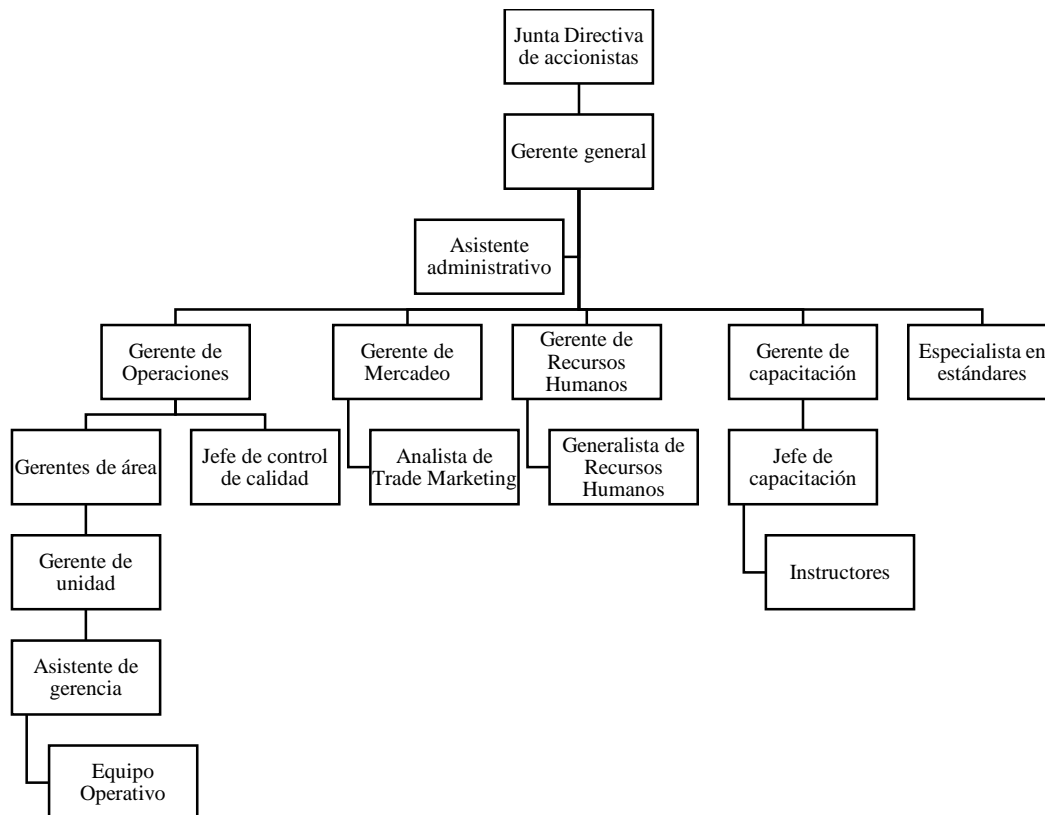 Junta Directiva
de accionistas
Gerente general
Asistente
administrativo
Gerente de
Operaciones
Gerente de
Mercadeo
Gerente de
Recursos
Humanos
Gerente de
capacitación
Especialista en
estándares
Gerentes de área
Jefe de control
de calidad
Analista de
Trade Marketing
Generalista de
Recursos
Humanos
Jefe de
capacitación
Gerente de
unidad
Instructores
Asistente de
gerencia
Equipo
Operativo